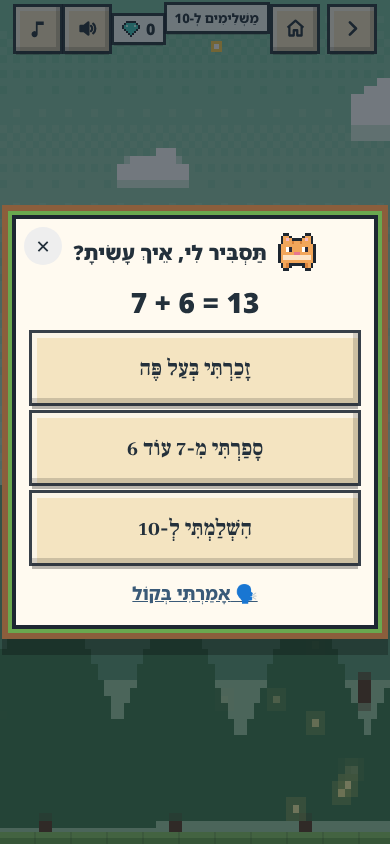 מַשְׁלִימִים ל-10
0
תַּסְבִּיר לִי, אֵיךְ עָשִׂיתָ?
7 + 6 = 13
זָכַרְתִּי בְּעַל פֶּה
סָפַרְתִּי מִ-7 עוֹד 6
הִשְׁלַמְתִּי לְ-10
אָמַרְתִּי בְּקוֹל